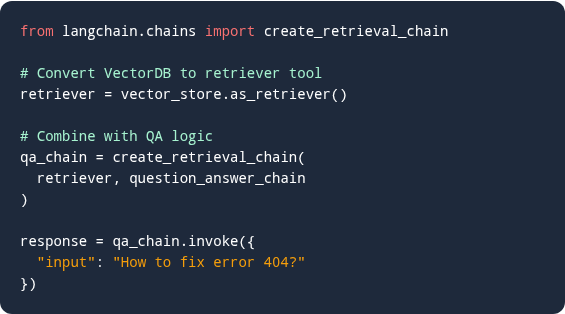 from langchain.chains import create_retrieval_chain

# Convert VectorDB to retriever tool
retriever = vector_store.as_retriever()

# Combine with QA logic
qa_chain = create_retrieval_chain(
  retriever, question_answer_chain
)

response = qa_chain.invoke({
  "input": "How to fix error 404?"
})